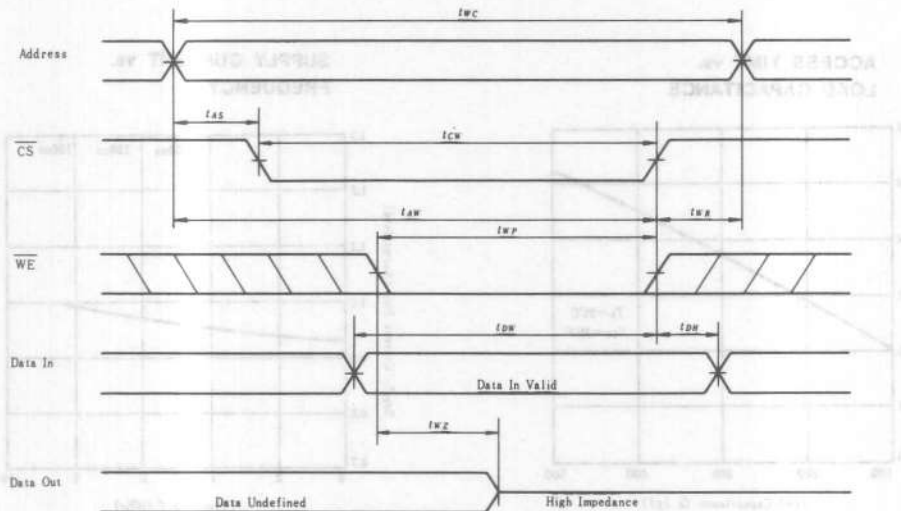 tWC
Address
tAS
tCW
CS
tAW
tWR
tWP
WE
tDW
tDH
Data In
Data In Valid
tWZ
Data Out
Data Undefined
High Impedance